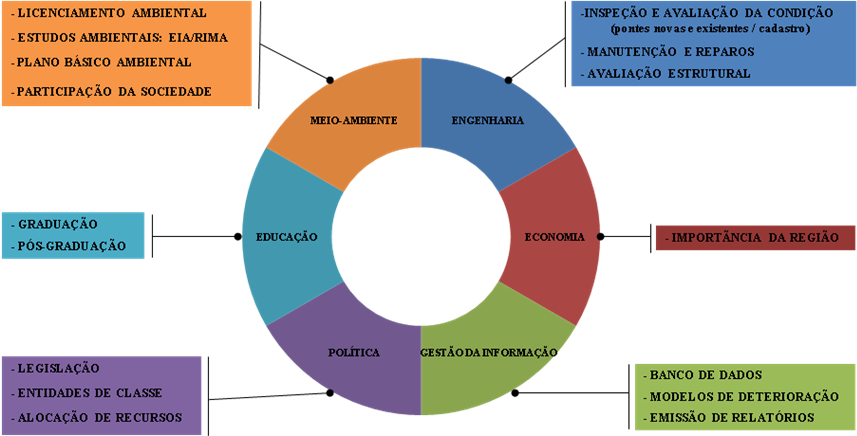 - LICENCIAMENTO AMBIENTAL
- ESTUDOS AMBIENTAIS: EIA/RIMA
- PLANO BÁSICO AMBIENTAL
- PARTICIPAÇÃO DA SOCIEDADE
-INSPEÇÃO E AVALIAÇÃO DA CONDIÇÃO
(pontes novas e existentes / cadastro)
- MANUTENÇÃO E REPAROS
- AVALIAÇÃO ESTRUTURAL
MEIO-AMBIENTE
ENGENHARIA
- GRADUAÇÃO
- PÓS-GRADUAÇÃO
EDUCAÇÃO
ECONOMIA
- IMPORTÂNCIA DA REGIÃO
POLÍTICA
GESTÃO DA INFORMAÇÃO
- LEGISLAÇÃO
- ENTIDADES DE CLASSE
- ALOCAÇÃO DE RECURSOS
- BANCO DE DADOS
- MODELOS DE DETERIORAÇÃO
- EMISSÃO DE RELATÓRIOS